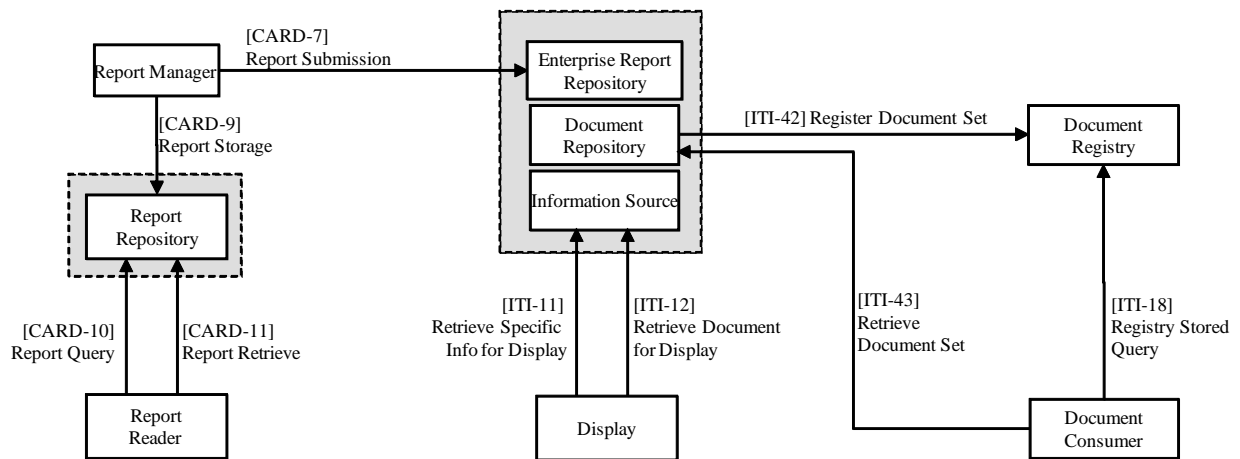 [CARD-7]
Report Submission
Report Manager
Enterprise Report
Repository
[CARD-9]
Report Storage
Document
Repository
[ITI-42] Register Document Set
Document
Registry
Report
Repository
Information Source
[CARD-10]
Report Query
[CARD-11]
Report Retrieve
[ITI-11]
Retrieve Specific
Info for Display
[ITI-12]
Retrieve Document
for Display
[ITI-43]
Retrieve
Document Set
[ITI-18]
Registry Stored
Query
Report
Reader
Display
Document
Consumer